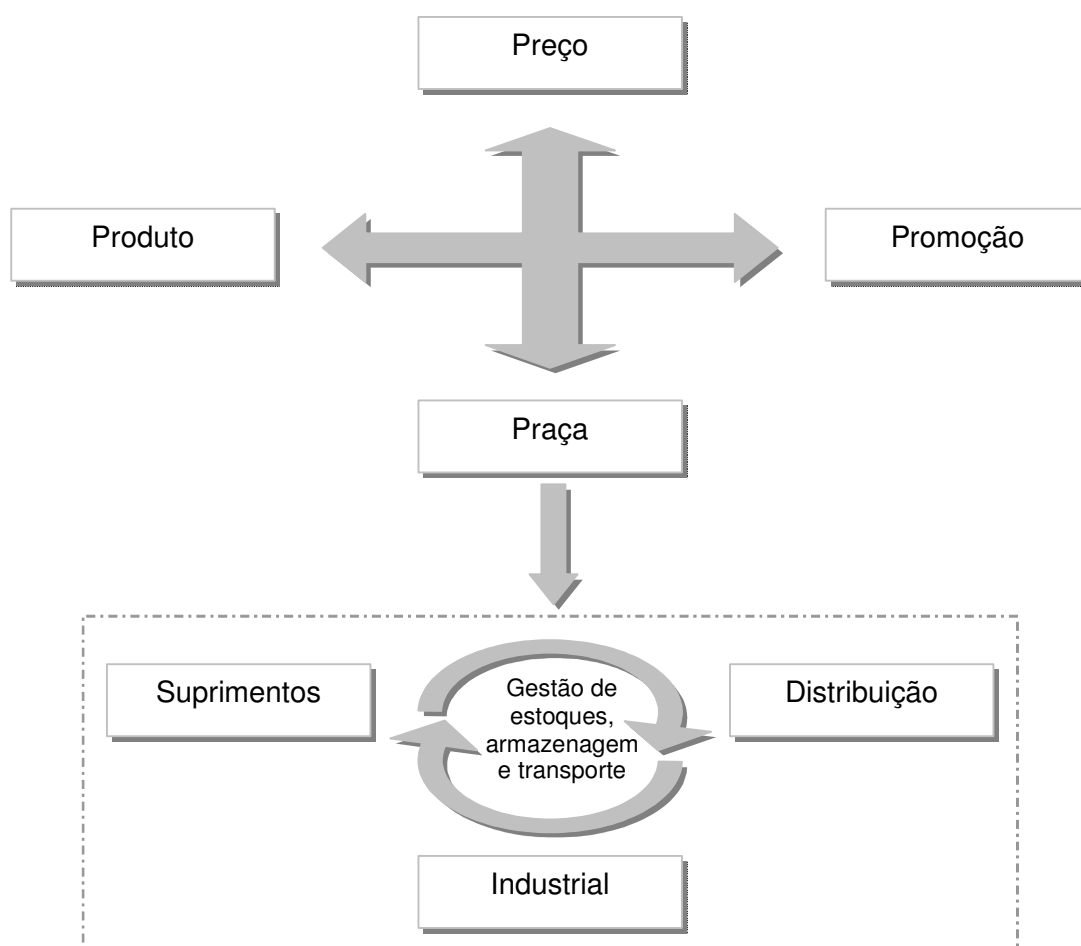 Preço
Produto
Promoção
Praça
Suprimentos
Gestão de
estoques,
armazenagem
e transporte
Distribuição
Industrial